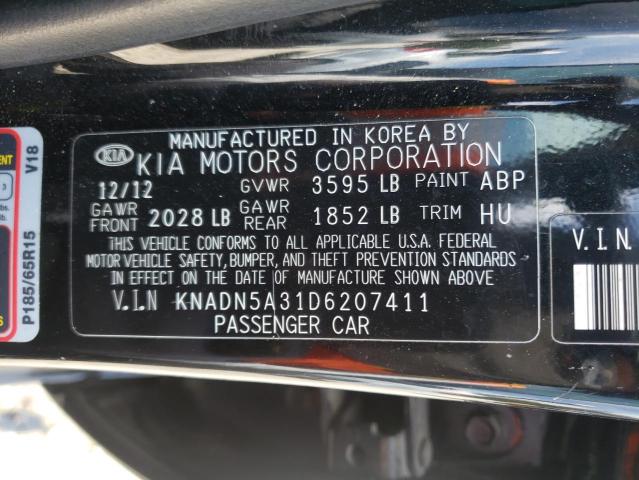 MANUFACTURED IN KOREA BY
KIA KIA MOTORS CORPORATION
12/12 GVWR 3595 LB PAINT ABP
GAWR FRONT 2028 LB GAWR REAR 1852 LB TRIM HU
THIS VEHICLE CONFORMS TO ALL APPLICABLE U.S.A. FEDERAL
MOTOR VEHICLE SAFETY, BUMPER, AND THEFT PREVENTION STANDARDS
IN EFFECT ON THE DATE OF MANUFACTURE SHOWN ABOVE
V.I.N KNADN5A31D6207411
PASSENGER CAR
V.I.N
V18
P185/65R15
3